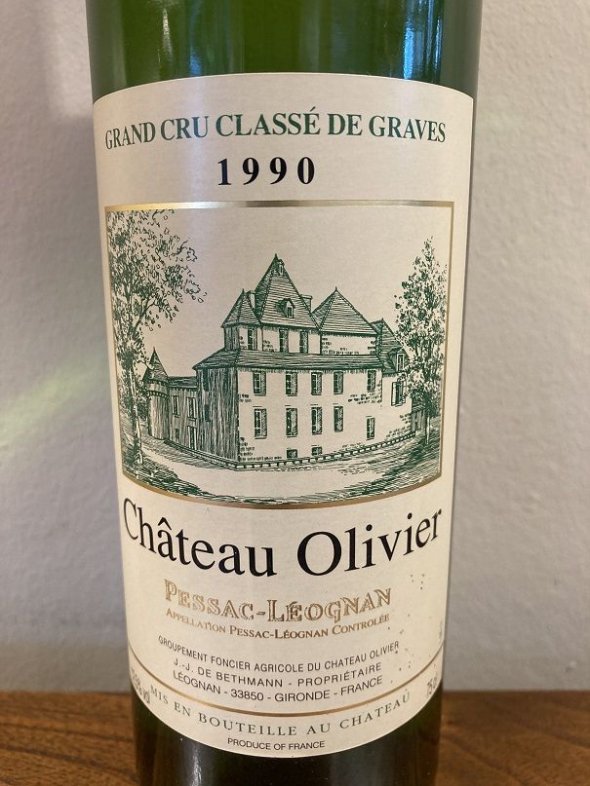 GRAND CRU CLASSÉ DE GRAVES
1990
Château Olivier
PESSAC-LÉOGNAN
APPELLATION PESSAC-LÉOGNAN CONTROLÉE
GROUPEMENT FONCIER AGRICOLE DU CHATEAU OLIVIER
J.-J. DE BETHMANN - PROPRIÉTAIRE
LÉOGNAN - 33850 - GIRONDE - FRANCE
MIS EN BOUTEILLE AU CHATEAU
PRODUCE OF FRANCE